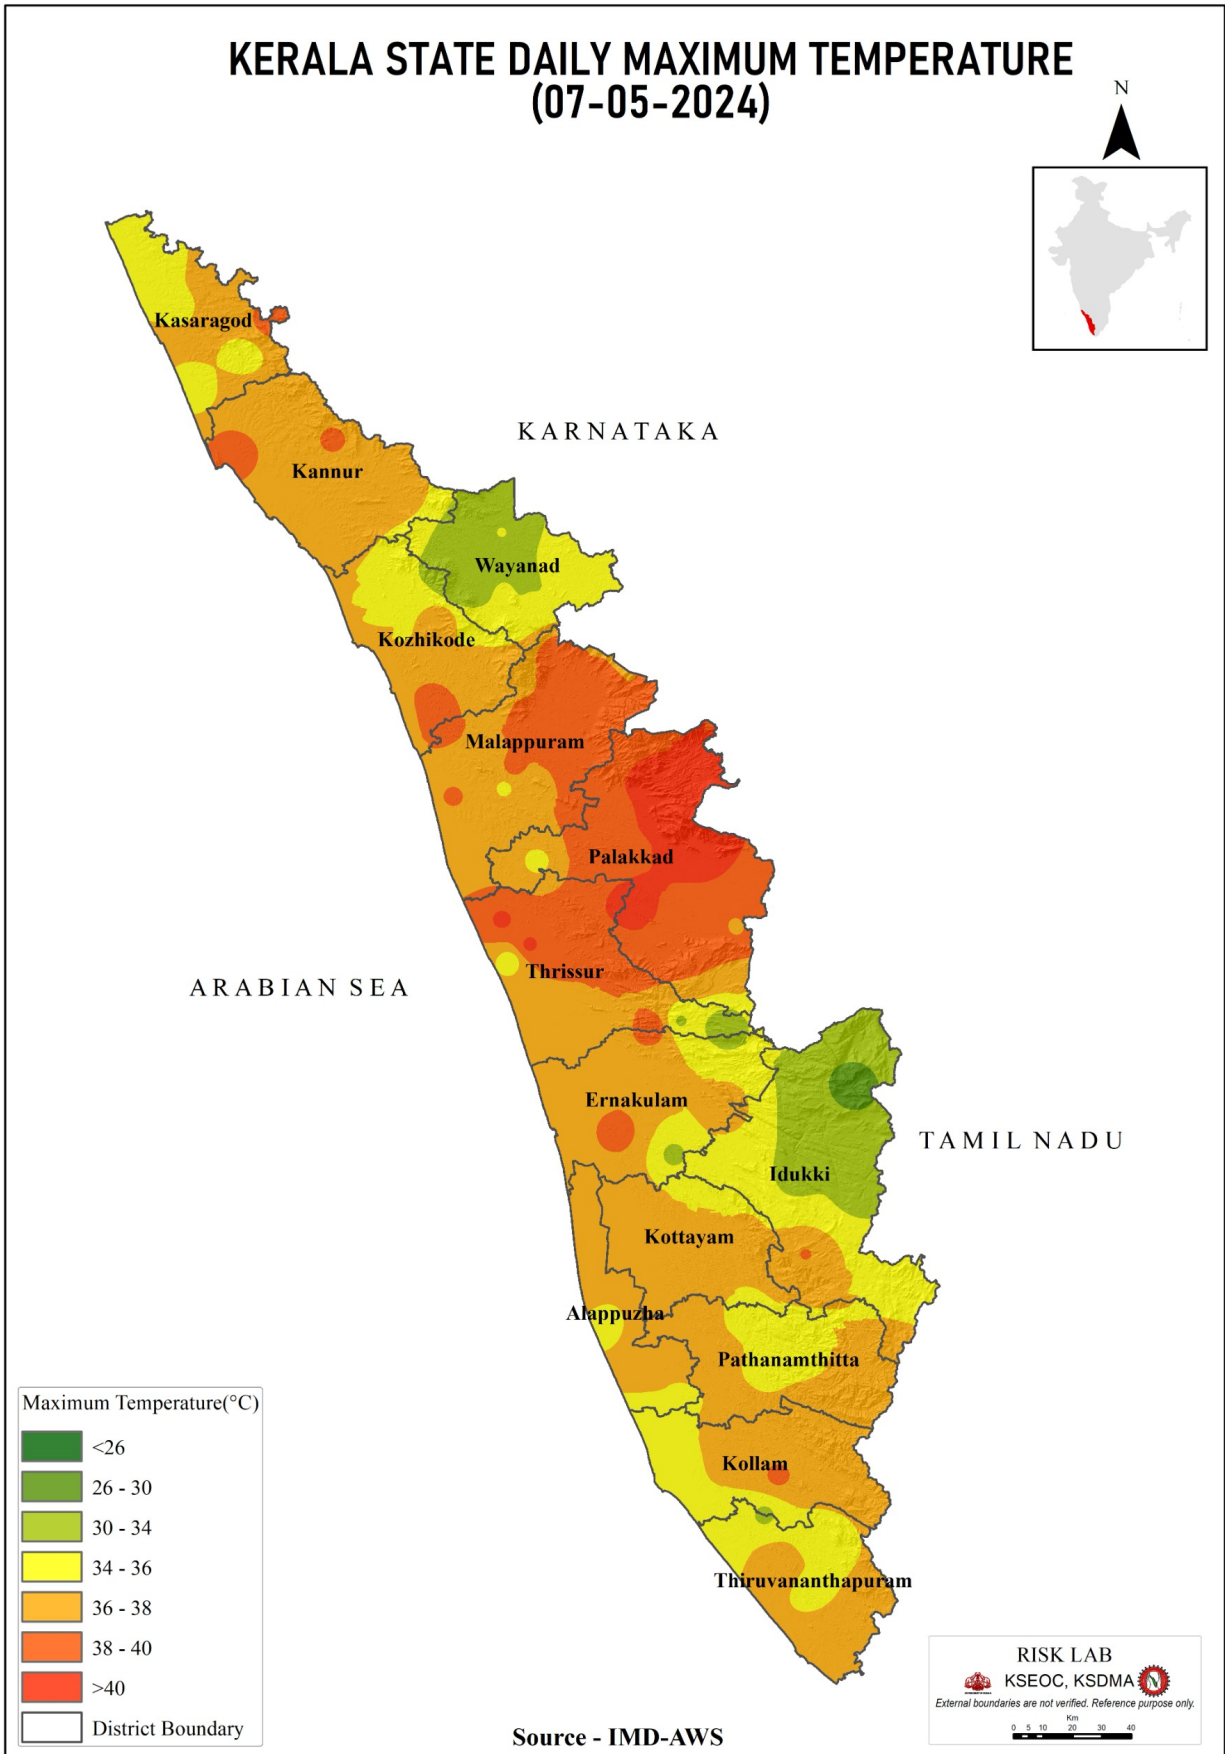 KERALA STATE DAILY MAXIMUM TEMPERATURE
(07-05-2024)
N
Kasaragod
KARNATAKA
Kannur
Wayanad
Kozhikode
Malappuram
Palakkad
Thrissur
ARABIAN SEA
Ernakulam
TAMIL NADU
Idukki
Kottayam
Alappuzha
Pathanamthitta
Kollam
Thiruvananthapuram
Maximum Temperature(°C)
<26
26 - 30
30 - 34
34 - 36
36 - 38
38 - 40
>40
District Boundary
Source - IMD-AWS
RISK LAB
KSEOC, KSDMA
External boundaries are not verified. Reference purpose only.
Km
0 5 10 20 30 40